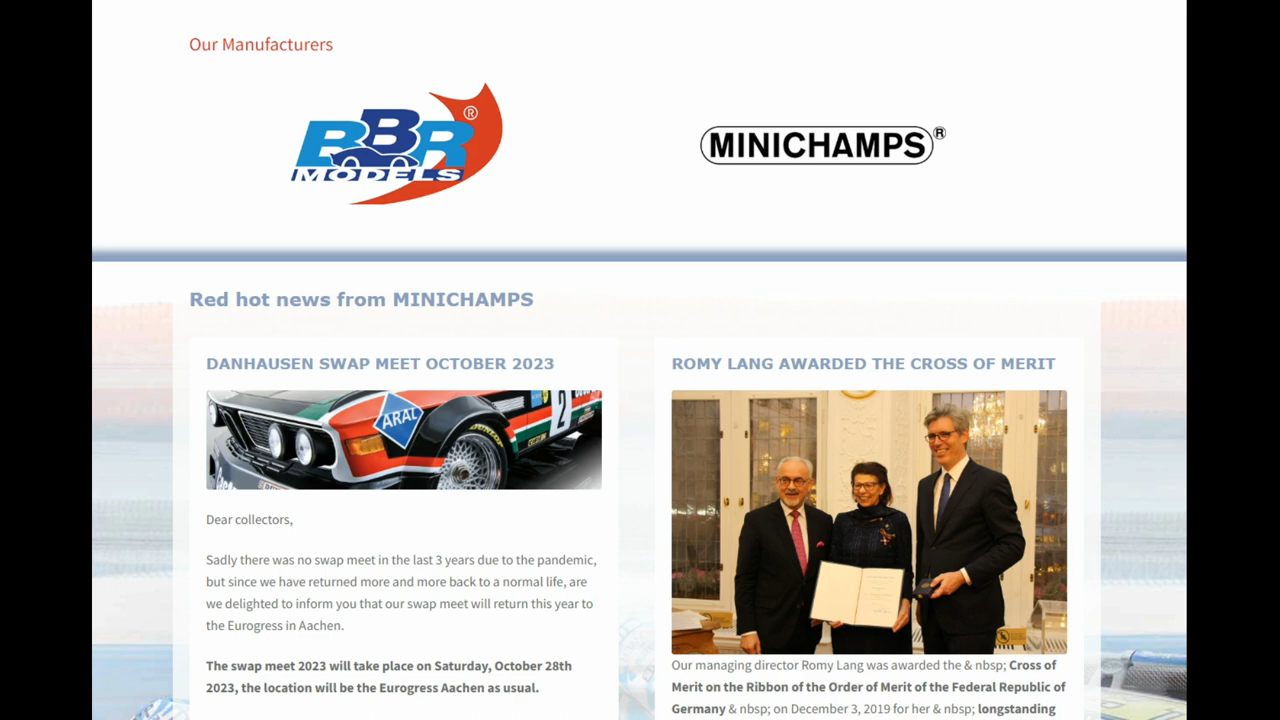 Our Manufacturers
BBR
®
MODELS
MINICHAMPS®
Red hot news from MINICHAMPS
DANHAUSEN SWAP MEET OCTOBER 2023
ARAL
2
DUNLOP
Dear collectors,
Sadly there was no swap meet in the last 3 years due to the pandemic,
but since we have returned more and more back to a normal life, are
we delighted to inform you that our swap meet will return this year to
the Eurogress in Aachen.
The swap meet 2023 will take place on Saturday, October 28th
2023, the location will be the Eurogress Aachen as usual.
ROMY LANG AWARDED THE CROSS OF MERIT
Our managing director Romy Lang was awarded the & nbsp; Cross of
Merit on the Ribbon of the Order of Merit of the Federal Republic of
Germany & nbsp; on December 3, 2019 for her & nbsp; longstanding